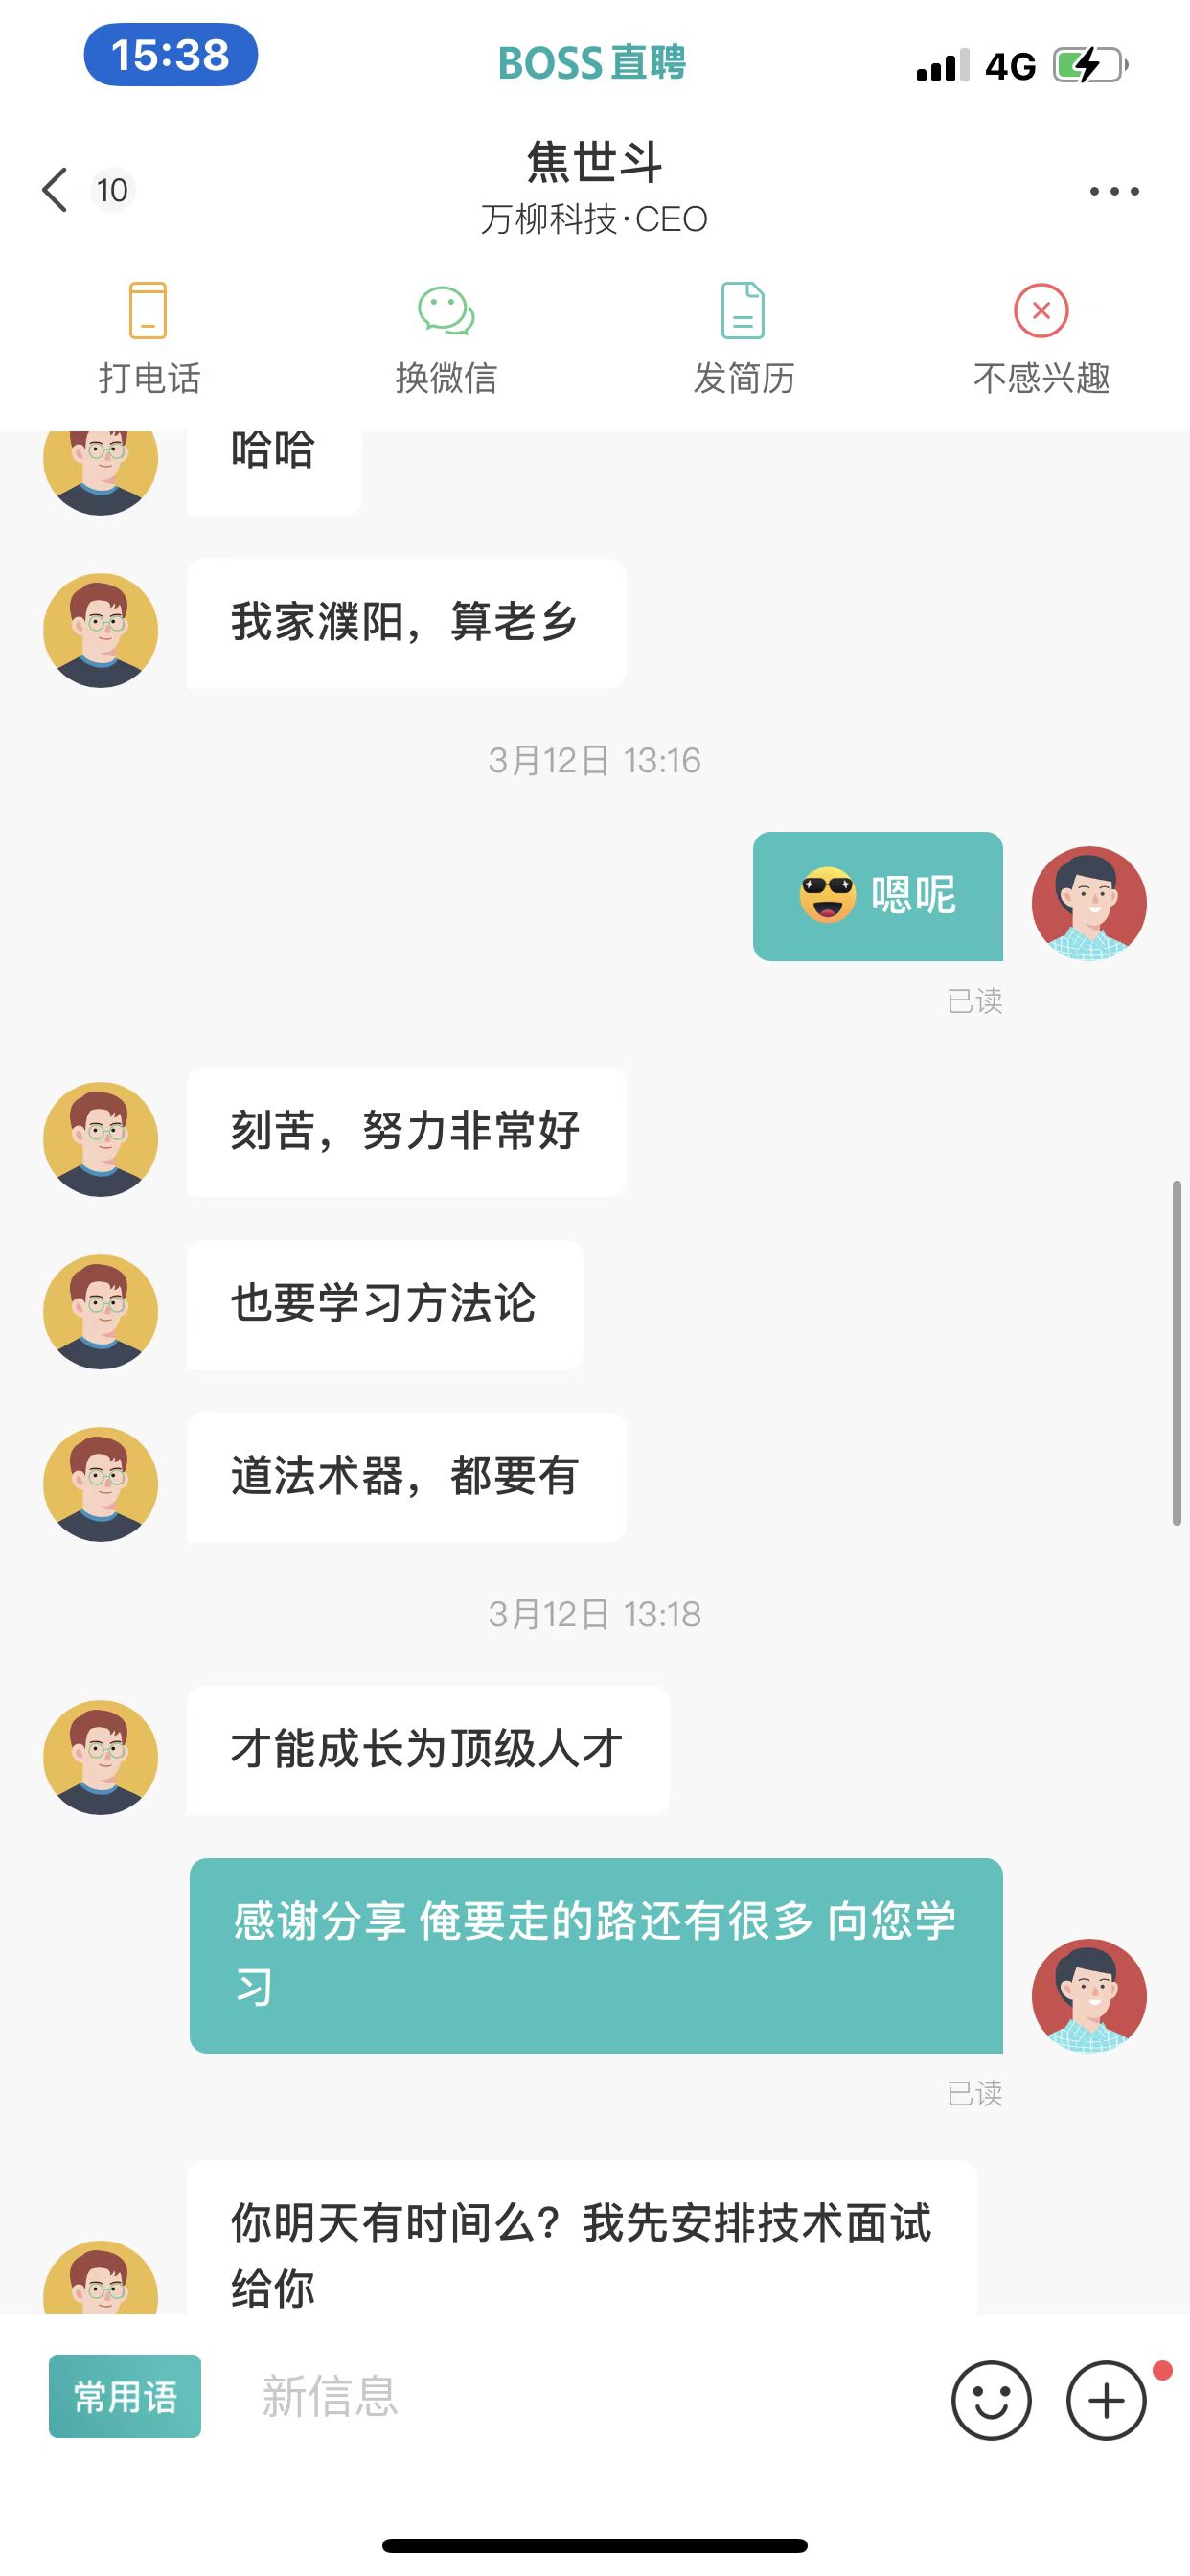 15:38
BOSS直聘
4G
10
焦世斗
万柳科技·CEO
打电话
换微信
发简历
不感兴趣
哈哈
我家濮阳，算老乡
3月12日 13:16
😎 嗯呢
已读
刻苦，努力非常好
也要学习方法论
道法术器，都要有
3月12日 13:18
才能成长为顶级人才
感谢分享 俺要走的路还有很多 向您学
习
已读
你明天有时间么？我先安排技术面试
给你
常用语
新信息